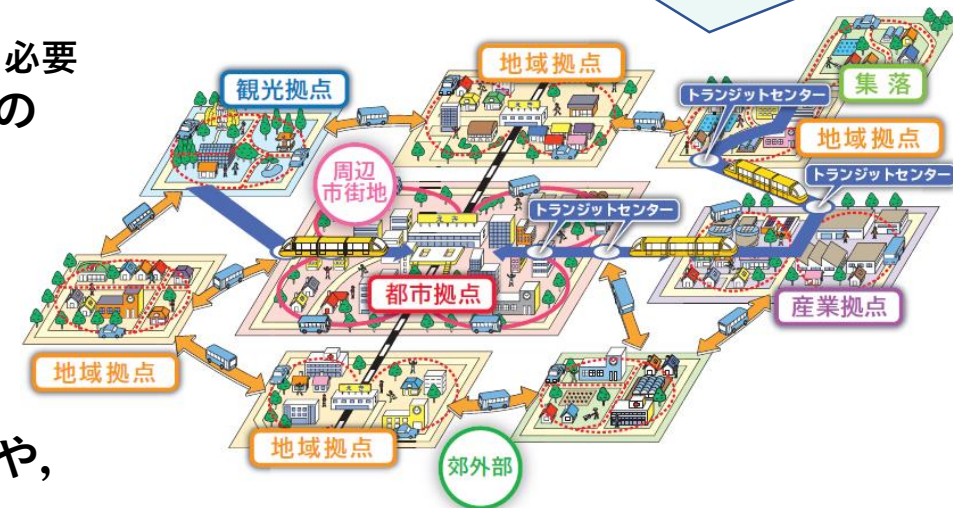 必要
の
地域拠点
観光拠点
トランジットセンター
集落
地域拠点
周辺
市街地
トランジットセンター
トランジットセンター
都市拠点
産業拠点
地域拠点
地域拠点
郊外部
や,